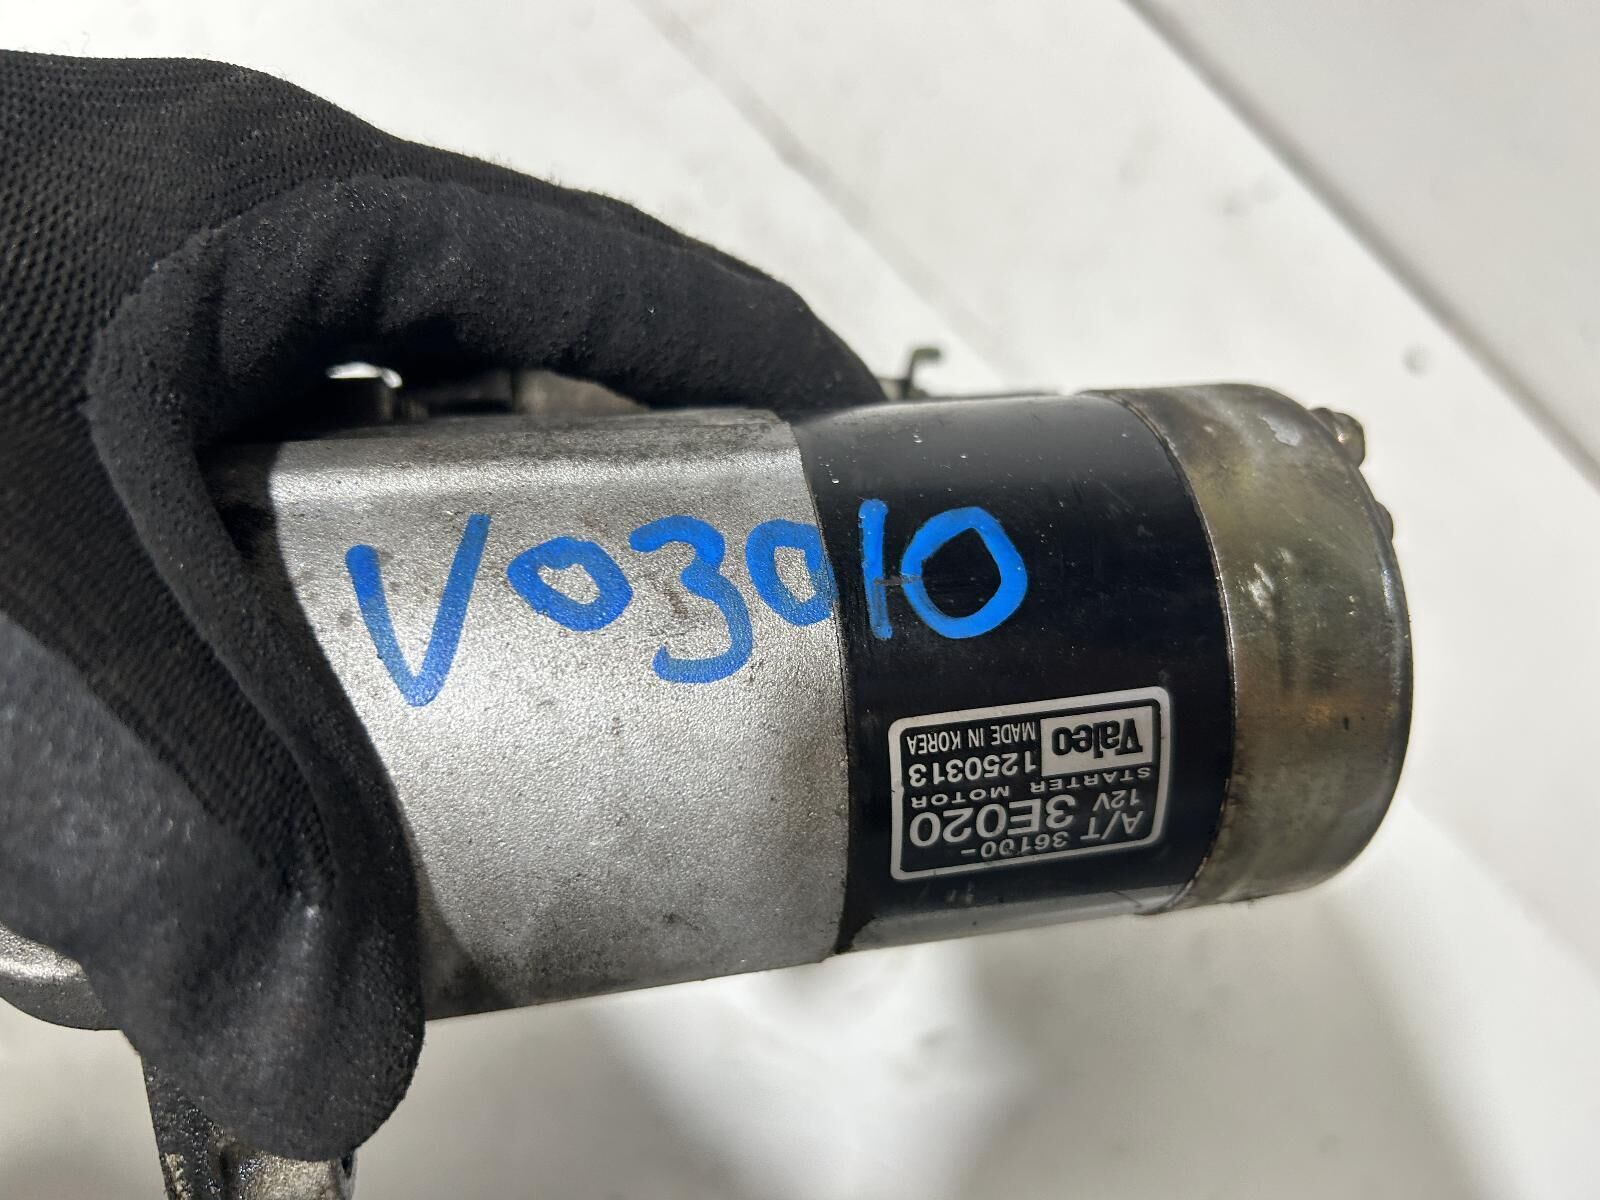 V03010
A/T 36100-
3E020
12V
STARTER MOTOR
Valeo 1250313
MADE IN KOREA